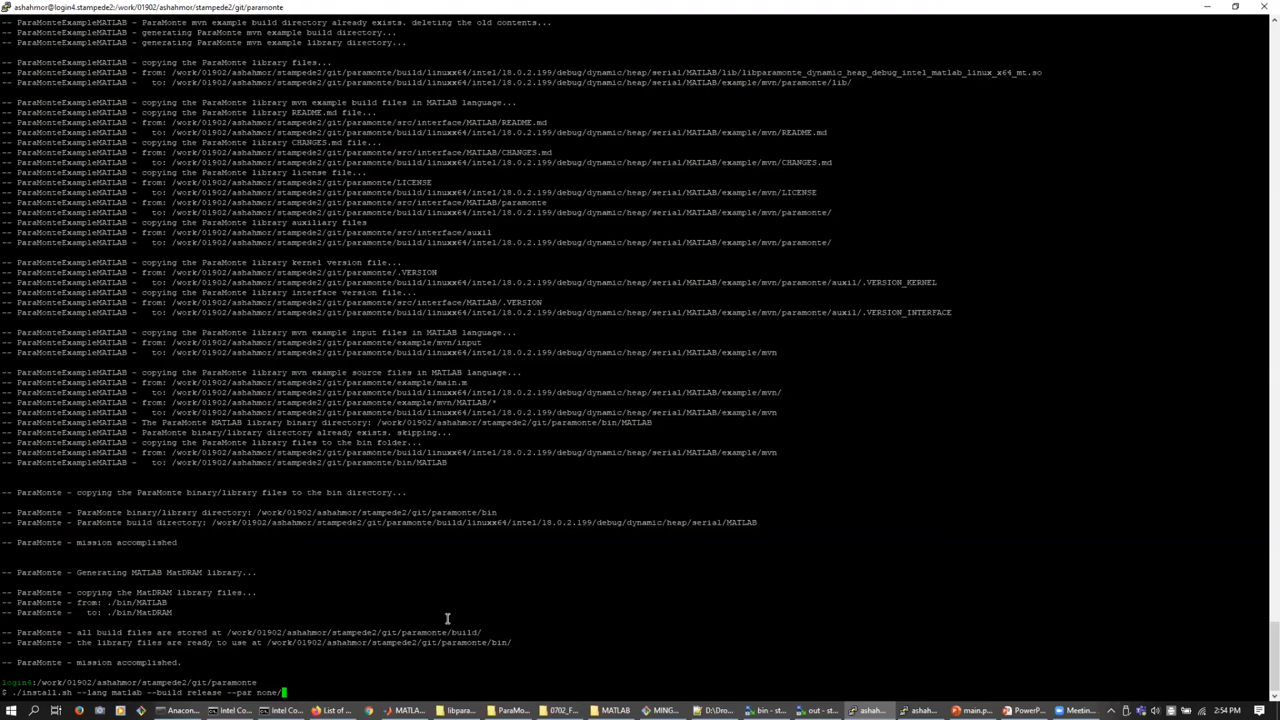 ashahmor@login4.stampede2:/work/01902/ashahmor/stampede2/git/paramonte
-- ParaMonteExampleMATLAB - ParaMonte mvn example build directory already exists. deleting the old contents...
-- ParaMonteExampleMATLAB - generating ParaMonte mvn example build directory...
-- ParaMonteExampleMATLAB - generating ParaMonte mvn example library directory...
-- ParaMonteExampleMATLAB - copying the ParaMonte library files...
-- ParaMonteExampleMATLAB - from: /work/01902/ashahmor/stampede2/git/paramonte/build/linuxx64/intel/18.0.2.199/debug/dynamic/heap/serial/MATLAB/lib/libparamonte_dynamic_heap_debug_intel_matlab_linux_x64_mt.so
-- ParaMonteExampleMATLAB -   to: /work/01902/ashahmor/stampede2/git/paramonte/build/linuxx64/intel/18.0.2.199/debug/dynamic/heap/serial/MATLAB/example/mvn/paramonte/lib/
-- ParaMonteExampleMATLAB - copying the ParaMonte library mvn example build files in MATLAB language...
-- ParaMonteExampleMATLAB - copying the ParaMonte library README.md file...
-- ParaMonteExampleMATLAB - from: /work/01902/ashahmor/stampede2/git/paramonte/src/interface/MATLAB/README.md
-- ParaMonteExampleMATLAB -   to: /work/01902/ashahmor/stampede2/git/paramonte/build/linuxx64/intel/18.0.2.199/debug/dynamic/heap/serial/MATLAB/example/mvn/README.md
-- ParaMonteExampleMATLAB - copying the ParaMonte library CHANGES.md file...
-- ParaMonteExampleMATLAB - from: /work/01902/ashahmor/stampede2/git/paramonte/src/interface/MATLAB/CHANGES.md
-- ParaMonteExampleMATLAB -   to: /work/01902/ashahmor/stampede2/git/paramonte/build/linuxx64/intel/18.0.2.199/debug/dynamic/heap/serial/MATLAB/example/mvn/CHANGES.md
-- ParaMonteExampleMATLAB - copying the ParaMonte library license file...
-- ParaMonteExampleMATLAB - from: /work/01902/ashahmor/stampede2/git/paramonte/LICENSE
-- ParaMonteExampleMATLAB -   to: /work/01902/ashahmor/stampede2/git/paramonte/build/linuxx64/intel/18.0.2.199/debug/dynamic/heap/serial/MATLAB/example/mvn/LICENSE
-- ParaMonteExampleMATLAB - from: /work/01902/ashahmor/stampede2/git/paramonte/src/interface/MATLAB/paramonte
-- ParaMonteExampleMATLAB -   to: /work/01902/ashahmor/stampede2/git/paramonte/build/linuxx64/intel/18.0.2.199/debug/dynamic/heap/serial/MATLAB/example/mvn/paramonte/
-- ParaMonteExampleMATLAB - copying the ParaMonte library auxiliary files
-- ParaMonteExampleMATLAB - from: /work/01902/ashahmor/stampede2/git/paramonte/src/interface/auxil
-- ParaMonteExampleMATLAB -   to: /work/01902/ashahmor/stampede2/git/paramonte/build/linuxx64/intel/18.0.2.199/debug/dynamic/heap/serial/MATLAB/example/mvn/paramonte/
-- ParaMonteExampleMATLAB - copying the ParaMonte library kernel version file...
-- ParaMonteExampleMATLAB - from: /work/01902/ashahmor/stampede2/git/paramonte/.VERSION
-- ParaMonteExampleMATLAB -   to: /work/01902/ashahmor/stampede2/git/paramonte/build/linuxx64/intel/18.0.2.199/debug/dynamic/heap/serial/MATLAB/example/mvn/paramonte/auxil/.VERSION_KERNEL
-- ParaMonteExampleMATLAB - copying the ParaMonte library interface version file...
-- ParaMonteExampleMATLAB - from: /work/01902/ashahmor/stampede2/git/paramonte/src/interface/MATLAB/.VERSION
-- ParaMonteExampleMATLAB -   to: /work/01902/ashahmor/stampede2/git/paramonte/build/linuxx64/intel/18.0.2.199/debug/dynamic/heap/serial/MATLAB/example/mvn/paramonte/auxil/.VERSION_INTERFACE
-- ParaMonteExampleMATLAB - copying the ParaMonte library mvn example input files in MATLAB language...
-- ParaMonteExampleMATLAB - from: /work/01902/ashahmor/stampede2/git/paramonte/example/mvn/input
-- ParaMonteExampleMATLAB -   to: /work/01902/ashahmor/stampede2/git/paramonte/build/linuxx64/intel/18.0.2.199/debug/dynamic/heap/serial/MATLAB/example/mvn
-- ParaMonteExampleMATLAB - copying the ParaMonte library mvn example source files in MATLAB language...
-- ParaMonteExampleMATLAB - from: /work/01902/ashahmor/stampede2/git/paramonte/example/main.m
-- ParaMonteExampleMATLAB -   to: /work/01902/ashahmor/stampede2/git/paramonte/build/linuxx64/intel/18.0.2.199/debug/dynamic/heap/serial/MATLAB/example/mvn/
-- ParaMonteExampleMATLAB - from: /work/01902/ashahmor/stampede2/git/paramonte/example/mvn/MATLAB/*
-- ParaMonteExampleMATLAB -   to: /work/01902/ashahmor/stampede2/git/paramonte/build/linuxx64/intel/18.0.2.199/debug/dynamic/heap/serial/MATLAB/example/mvn
-- ParaMonteExampleMATLAB - The ParaMonte MATLAB library binary directory: /work/01902/ashahmor/stampede2/git/paramonte/bin/MATLAB
-- ParaMonteExampleMATLAB - ParaMonte binary/library directory already exists. skipping...
-- ParaMonteExampleMATLAB - copying the ParaMonte library files to the bin folder...
-- ParaMonteExampleMATLAB - from: /work/01902/ashahmor/stampede2/git/paramonte/build/linuxx64/intel/18.0.2.199/debug/dynamic/heap/serial/MATLAB/example/mvn
-- ParaMonteExampleMATLAB -   to: /work/01902/ashahmor/stampede2/git/paramonte/bin/MATLAB
-- ParaMonte - copying the ParaMonte binary/library files to the bin directory...
-- ParaMonte - ParaMonte binary/library directory: /work/01902/ashahmor/stampede2/git/paramonte/bin
-- ParaMonte - ParaMonte build directory: /work/01902/ashahmor/stampede2/git/paramonte/build/linuxx64/intel/18.0.2.199/debug/dynamic/heap/serial/MATLAB
-- ParaMonte - mission accomplished
-- ParaMonte - Generating MATLAB MatDRAM library...
-- ParaMonte - copying the MatDRAM library files...
-- ParaMonte - from: ./bin/MATLAB
-- ParaMonte -   to: ./bin/MatDRAM
-- ParaMonte - all build files are stored at /work/01902/ashahmor/stampede2/git/paramonte/build/
-- ParaMonte - the library files are ready to use at /work/01902/ashahmor/stampede2/git/paramonte/bin/
-- ParaMonte - mission accomplished.
login4:/work/01902/ashahmor/stampede2/git/paramonte
$ ./install.sh --lang matlab --build release --par none/
Anacon... Intel Co... Intel Co... List of ... MATLA... libpara... ParaMo... 0702_F... MATLAB MING... Z:\Dro... bin - st... out - st... ashah... ashah... main.p... PowerP... Meetin... 2:54 PM